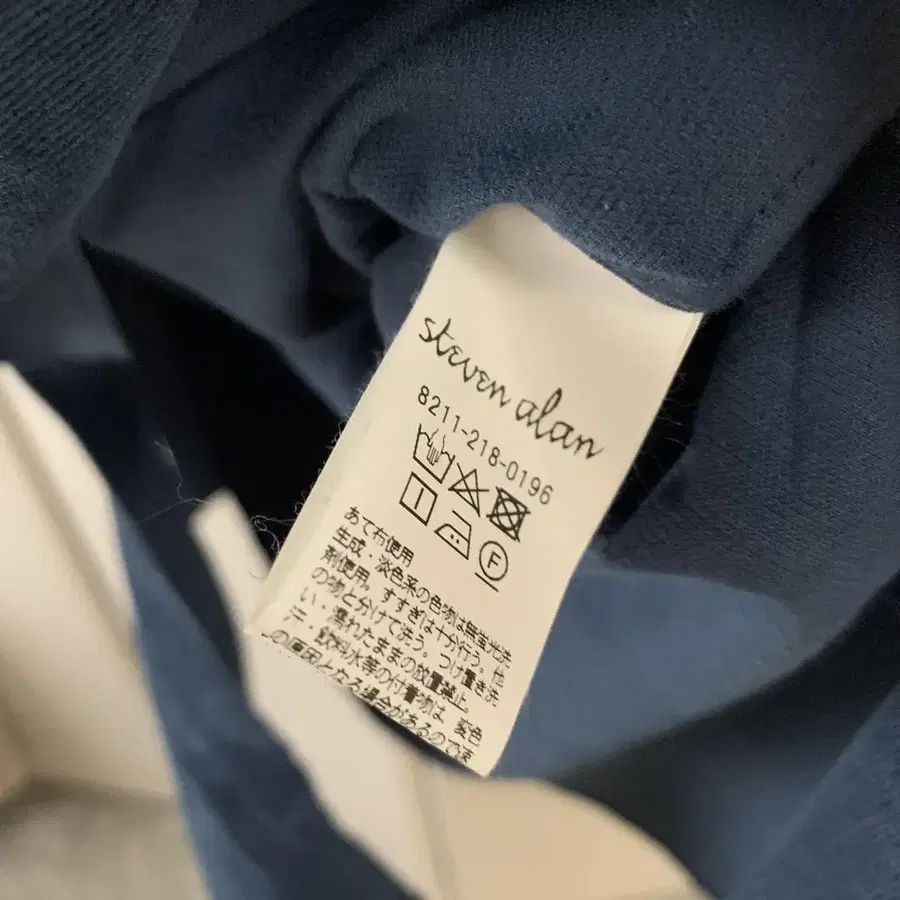 steven alan
8211-218-0196
F
あて布使用
生成・淡色系の色物は無蛍光洗
剤使用。すすぎは十分行う。他
の物と分けて洗う。つけ置き洗
い・濡れたままの放置禁止。
汗・飲料水等の付着物は、変色
の原因となる場合があるので速